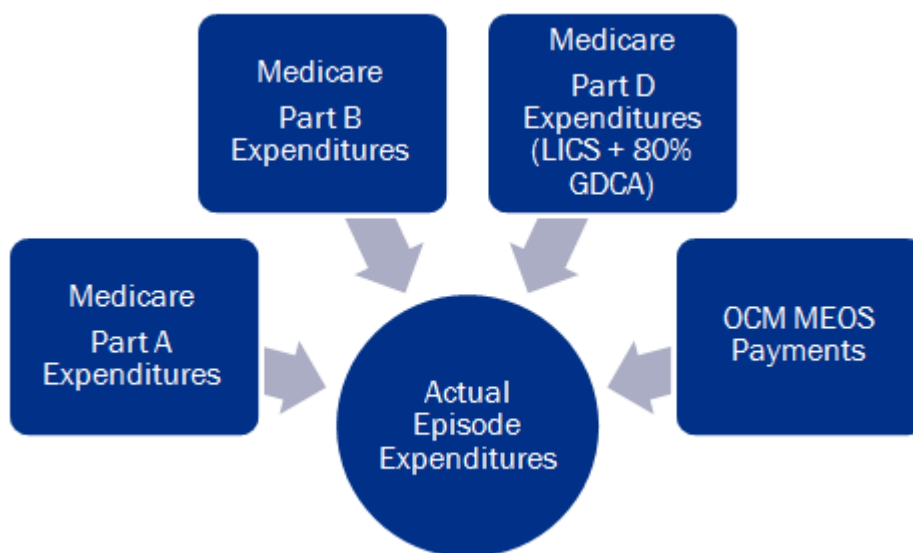 Medicare
Part A
Expenditures
Medicare
Part B
Expenditures
Medicare
Part D
Expenditures
(LICS + 80%
GDCA)
OCM MEOS
Payments
Actual
Episode
Expenditures